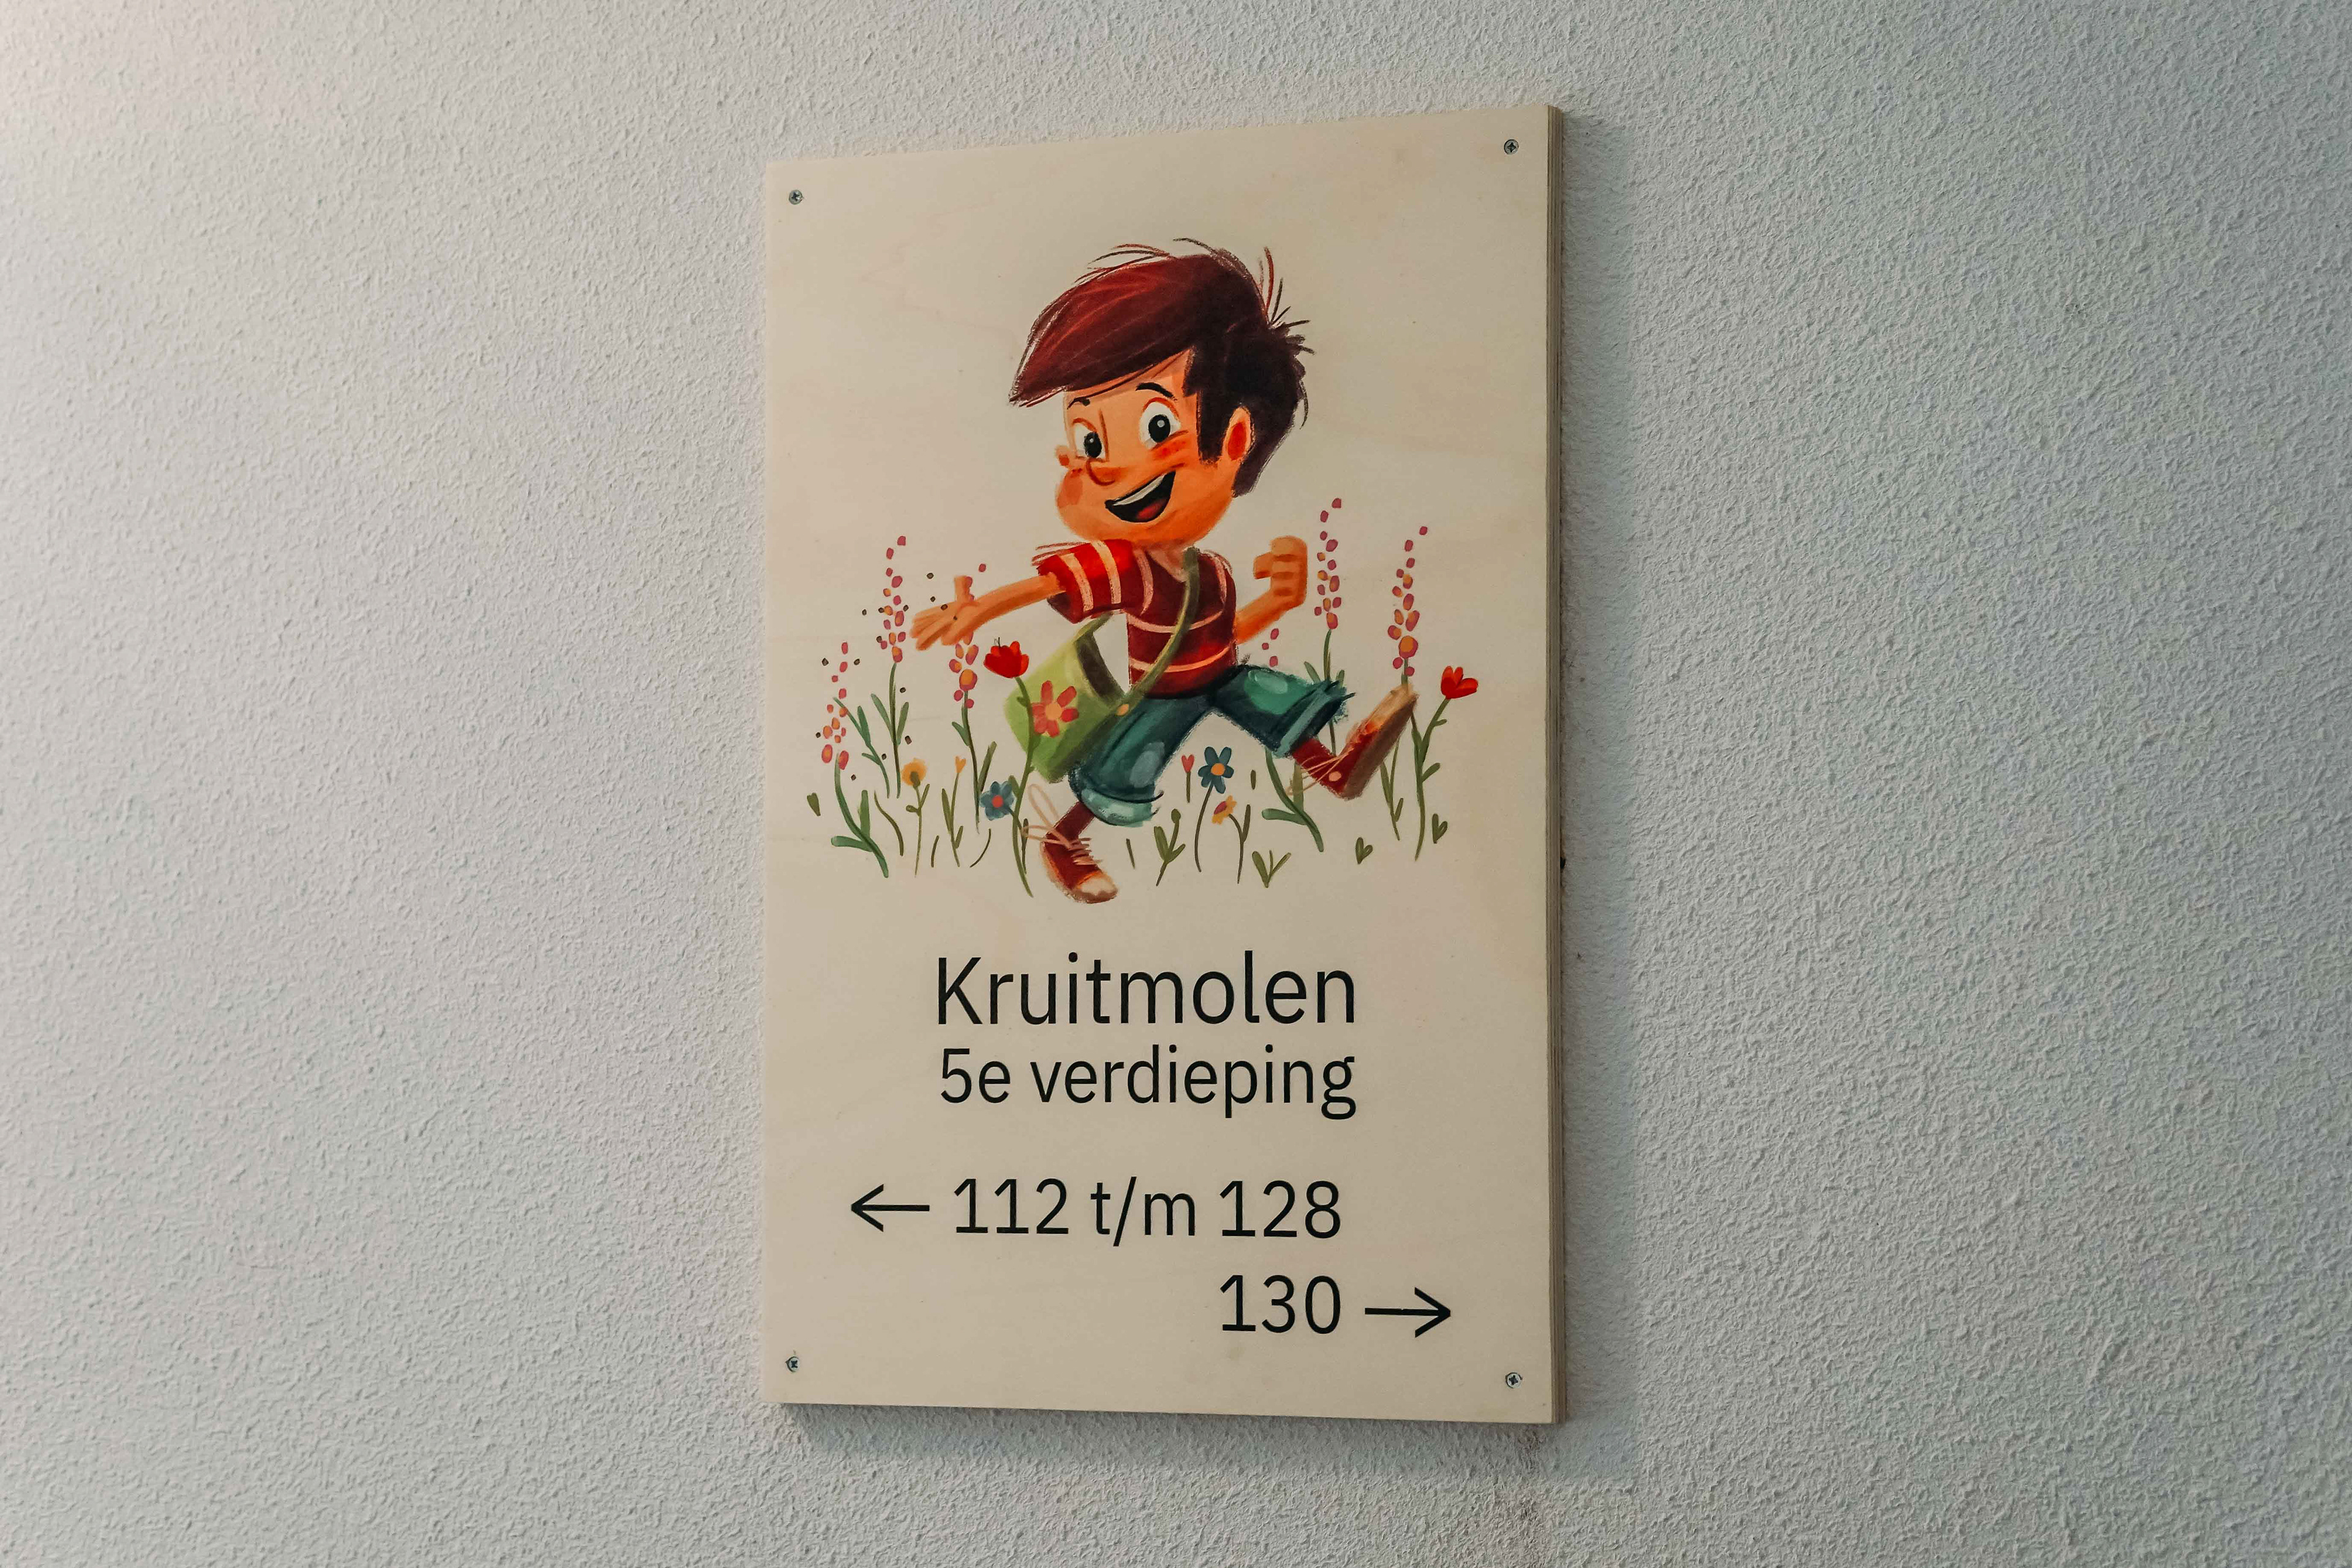 Kruitmolen
5e verdieping
← 112 t/m 128
130 →